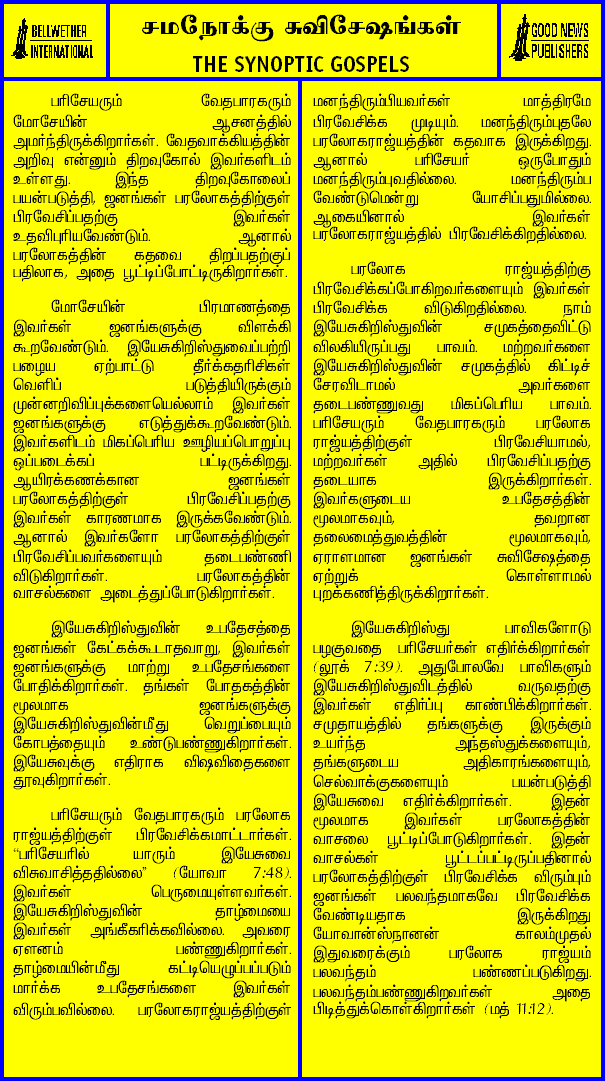 BELLWETHER
INTERNATIONAL
சமநோக்கு சுவிசேஷங்கள்
THE SYNOPTIC GOSPELS
GOOD NEWS
PUBLISHERS
பரிசேயரும் வேதபாரகரும்
மோசேயின் ஆசனத்தில்
அமர்ந்திருக்கிறார்கள். வேதவாக்கியத்தின்
அறிவு என்னும் திறவுகோல் இவர்களிடம்
உள்ளது. இந்த திறவுகோலைப்
பயன்படுத்தி, ஜனங்கள் பரலோகத்திற்குள்
பிரவேசிப்பதற்கு இவர்கள்
உதவிபுரியவேண்டும். ஆனால்
பரலோகத்தின் கதவை திறப்பதற்குப்
பதிலாக, அதை பூட்டிப்போட்டிருகிறார்கள்.
மோசேயின் பிரமாணத்தை
இவர்கள் ஜனங்களுக்கு விளக்கி
கூறவேண்டும். இயேசுகிறிஸ்துவைப்பற்றி
பழைய ஏற்பாட்டு தீர்க்கதரிசிகள்
வெளிப் படுத்தியிருக்கும்
முன்னறிவிப்புக்களையெல்லாம் இவர்கள்
ஜனங்களுக்கு எடுத்துக்கூறவேண்டும்.
இவர்களிடம் மிகப்பெரிய ஊழியப்பொறுப்பு
ஒப்படைக்கப் பட்டிருக்கிறது.
ஆயிரக்கணக்கான ஜனங்கள்
பரலோகத்திற்குள் பிரவேசிப்பதற்கு
இவர்கள் காரணமாக இருக்கவேண்டும்.
ஆனால் இவர்களோ பரலோகத்திற்குள்
பிரவேசிப்பவர்களையும் தடைபண்ணி
விடுகிறார்கள். பரலோகத்தின்
வாசல்களை அடைத்துப்போடுகிறார்கள்.
இயேசுகிறிஸ்துவின் உபதேசத்தை
ஜனங்கள் கேட்கக்கூடாதவாறு, இவர்கள்
ஜனங்களுக்கு மாற்று உபதேசங்களை
போதிக்கிறார்கள். தங்கள் போதகத்தின்
மூலமாக ஜனங்களுக்கு
இயேசுகிறிஸ்துவின்மீது வெறுப்பையும்
கோபத்தையும் உண்டுபண்ணுகிறார்கள்.
இயேசுவுக்கு எதிராக விஷவிதைகளை
தூவுகிறார்கள்.
பரிசேயரும் வேதபாரகரும் பரலோக
ராஜ்யத்திற்குள் பிரவேசிக்கமாட்டார்கள்.
"பரிசேயரில் யாரும் இயேசுவை
விசுவாசித்ததில்லை" (யோவா 7:48).
இவர்கள் பெருமையுள்ளவர்கள்.
இயேசுகிறிஸ்துவின் தாழ்மையை
இவர்கள் அங்கீகரிக்கவில்லை. அவரை
ஏளனம் பண்ணுகிறார்கள்.
தாழ்மையின்மீது கட்டியெழுப்பப்படும்
மார்க்க உபதேசங்களை இவர்கள்
விரும்பவில்லை. பரலோகராஜ்யத்திற்குள்
மனந்திரும்பியவர்கள் மாத்திரமே
பிரவேசிக்க முடியும். மனந்திரும்புதலே
பரலோகராஜ்யத்தின் கதவாக இருக்கிறது.
ஆனால் பரிசேயர் ஒருபோதும்
மனந்திரும்புவதில்லை. மனந்திரும்ப
வேண்டுமென்று யோசிப்பதுமில்லை.
ஆகையினால் இவர்கள்
பரலோகராஜ்யத்தில் பிரவேசிக்கிறதில்லை.
பரலோக ராஜ்யத்திற்கு
பிரவேசிக்கப்போகிறவர்களையும் இவர்கள்
பிரவேசிக்க விடுகிறதில்லை. நாம்
இயேசுகிறிஸ்துவின் சமுகத்தைவிட்டு
விலகியிருப்பது பாவம். மற்றவர்களை
இயேசுகிறிஸ்துவின் சமுகத்தில் கிட்டிச்
சேரவிடாமல் அவர்களை
தடைபண்ணுவது மிகப்பெரிய பாவம்.
பரிசேயரும் வேதபாரகரும் பரலோக
ராஜ்யத்திற்குள் பிரவேசியாமல்,
மற்றவர்கள் அதில் பிரவேசிப்பதற்கு
தடையாக இருக்கிறார்கள்.
இவர்களுடைய உபதேசத்தின்
மூலமாகவும், தவறான
தலைமைத்துவத்தின் மூலமாகவும்,
ஏராளமான ஜனங்கள் சுவிசேஷத்தை
ஏற்றுக் கொள்ளாமல்
புறக்கணித்திருக்கிறார்கள்.
இயேசுகிறிஸ்து பாவிகளோடு
பழகுவதை பரிசேயர்கள் எதிர்க்கிறார்கள்
(லூக் 7:39). அதுபோலவே பாவிகளும்
இயேசுகிறிஸ்துவிடத்தில் வருவதற்கு
இவர்கள் எதிர்ப்பு காண்பிக்கிறார்கள்.
சமுதாயத்தில் தங்களுக்கு இருக்கும்
உயர்ந்த அந்தஸ்துக்களையும்,
தங்களுடைய அதிகாரங்களையும்,
செல்வாக்குகளையும் பயன்படுத்தி
இயேசுவை எதிர்க்கிறார்கள். இதன்
மூலமாக இவர்கள் பரலோகத்தின்
வாசலை பூட்டிப்போடுகிறார்கள். இதன்
வாசல்கள் பூட்டப்பட்டிருப்பதினால்
பரலோகத்திற்குள் பிரவேசிக்க விரும்பும்
ஜனங்கள் பலவந்தமாகவே பிரவேசிக்க
வேண்டியதாக இருக்கிறது
யோவான்ஸ்நானன் காலம்முதல்
இதுவரைக்கும் பரலோக ராஜ்யம்
பலவந்தம் பண்ணப்படுகிறது.
பலவந்தம்பண்ணுகிறவர்கள் அதை
பிடித்துக்கொள்கிறார்கள் (மத் 11:12).